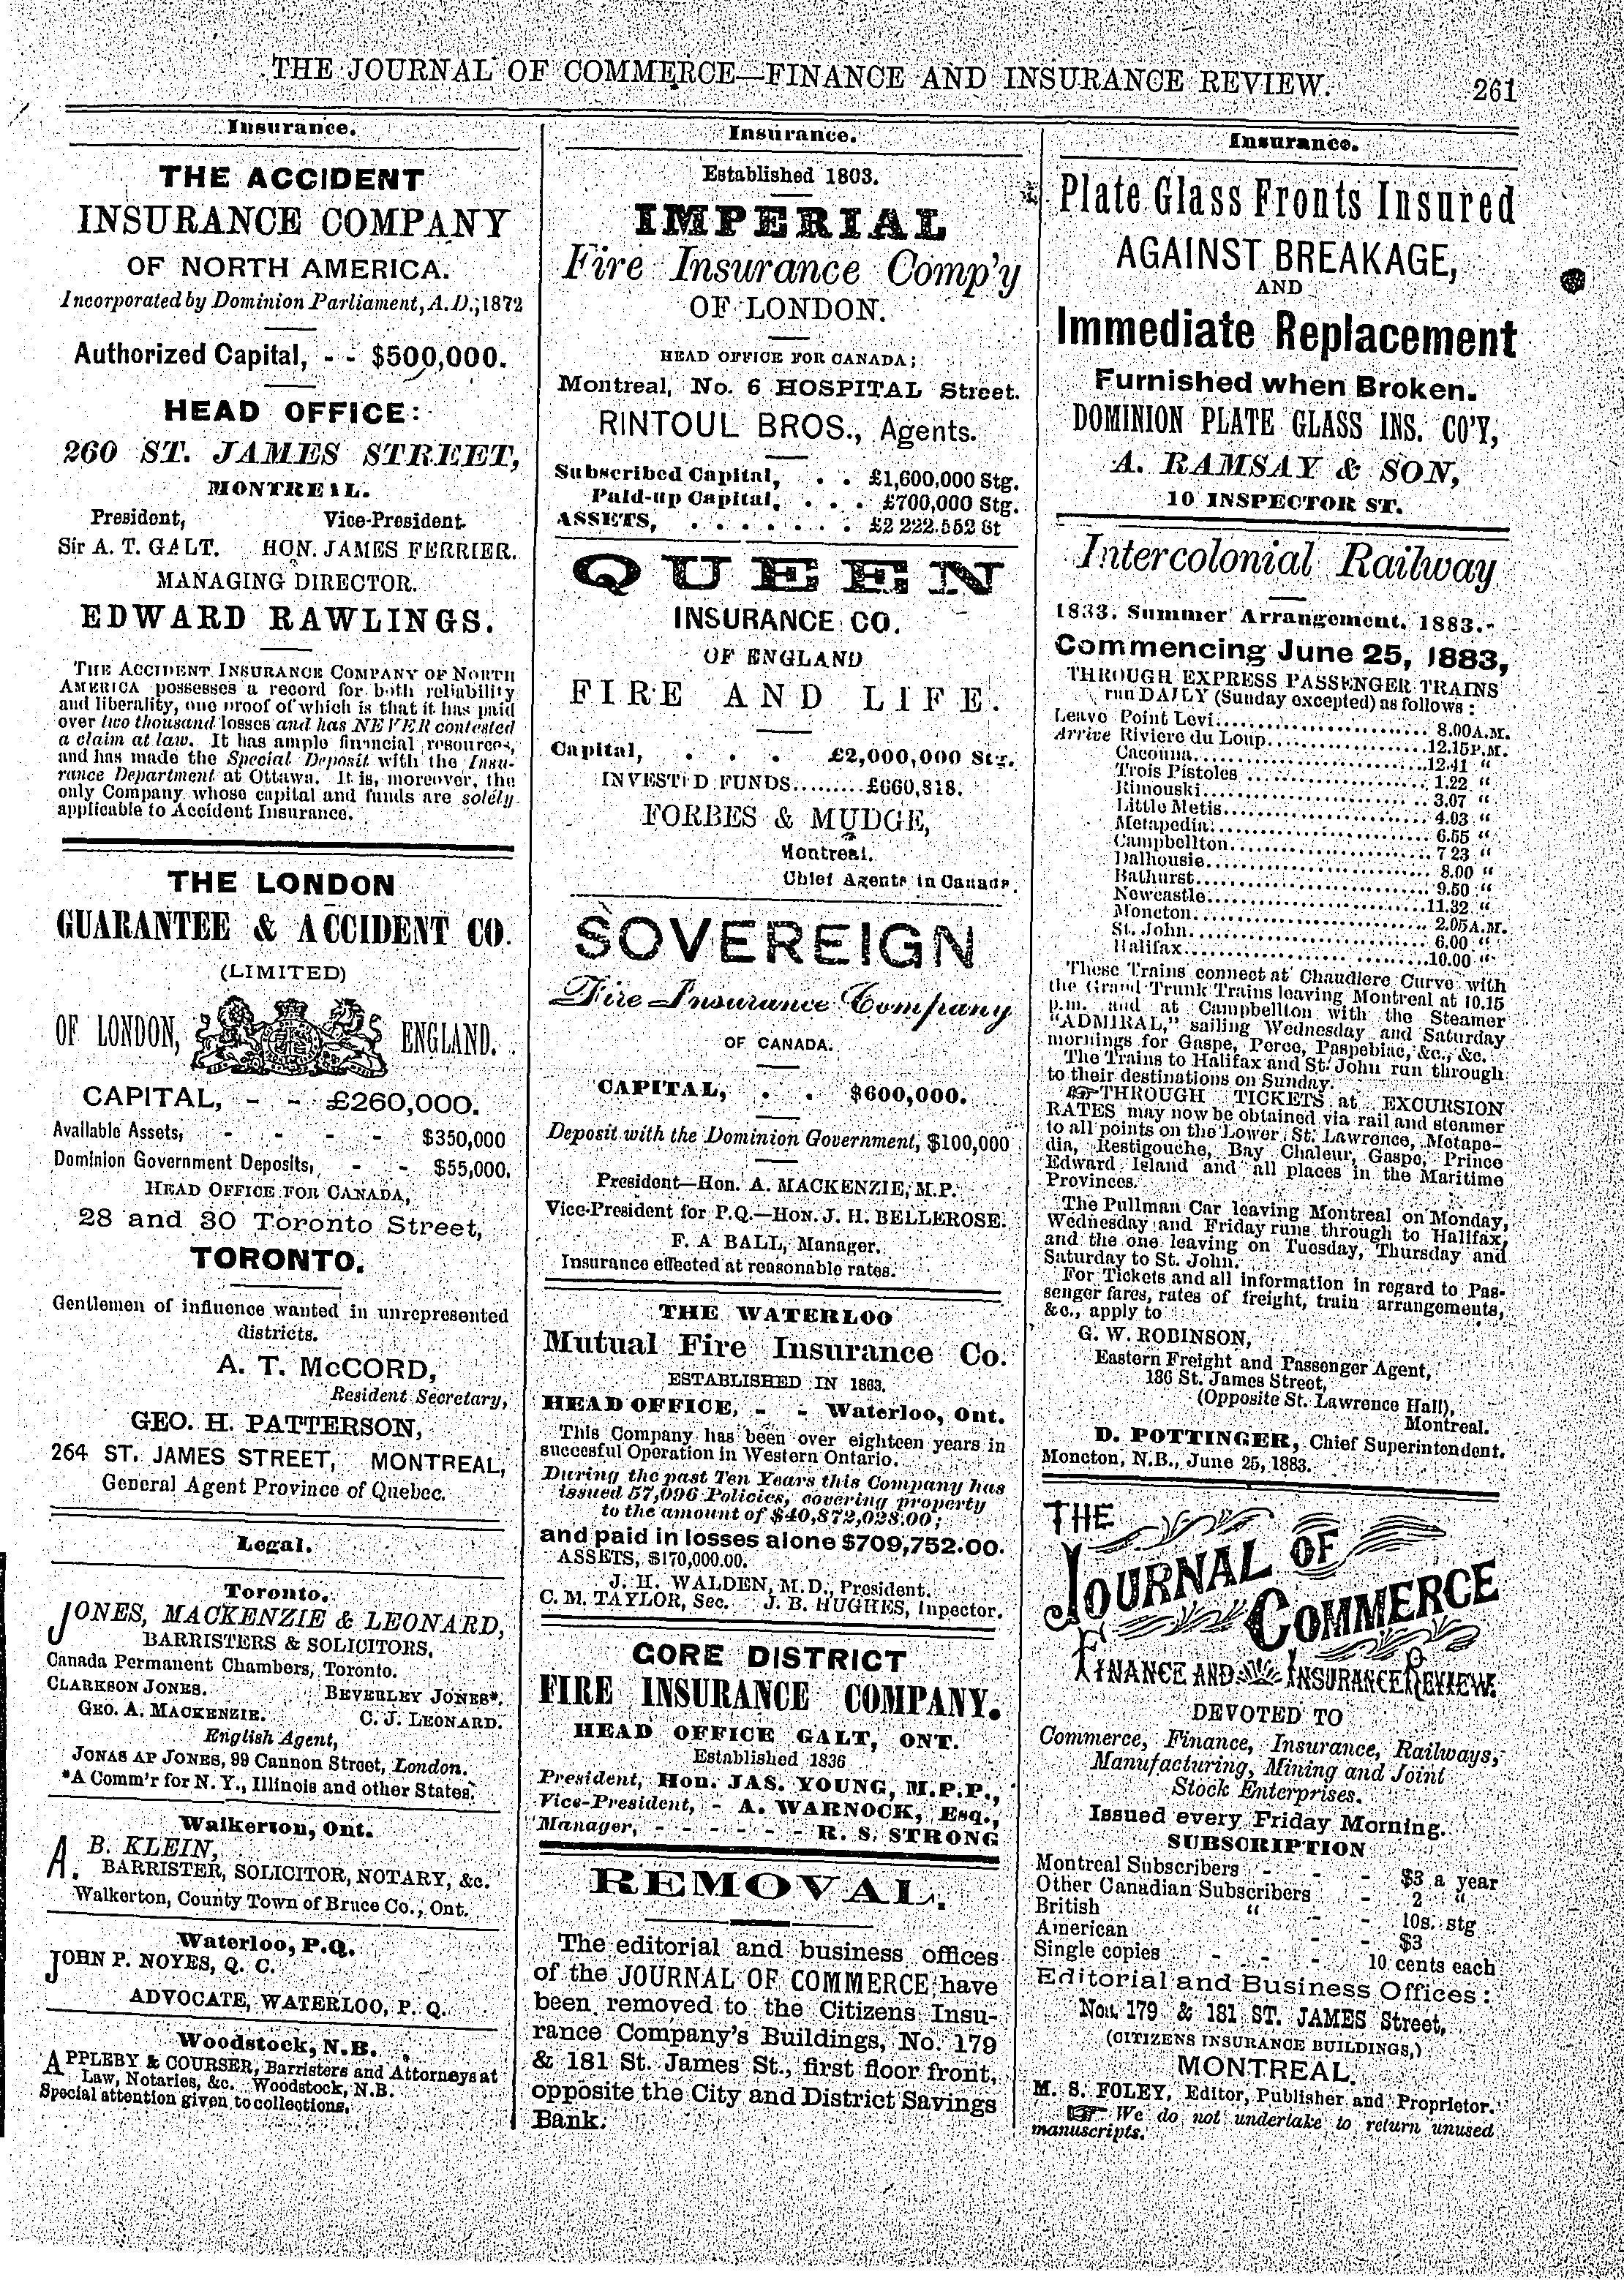 THE JOURNAL OF COMMERCE—FINANCE AND INSURANCE REVIEW. 261
Insurance.
THE ACCIDENT
INSURANCE COMPANY
OF NORTH AMERICA.
Incorporated by Dominion Parliament, A.D., 1872
Authorized Capital, - - $500,000.
HEAD OFFICE:
260 ST. JAMES STREET,
MONTREAL.
President, Vice-President.
Sir A. T. GALT. HON. JAMES FERRIER.
MANAGING DIRECTOR.
EDWARD RAWLINGS.
THE ACCIDENT INSURANCE COMPANY OF NORTH
AMERICA possesses a record for both reliability
and liberality, one proof of which is that it has paid
over two thousand losses and has NEVER contested
a claim at law. It has ample financial resources,
and has made the Special Deposit with the Insu-
rance Department at Ottawa. It is, moreover, the
only Company whose capital and funds are solely
applicable to Accident Insurance.
THE LONDON
GUARANTEE & ACCIDENT CO.
(LIMITED)
OF LONDON, ENGLAND.
CAPITAL, - - £260,000.
Available Assets, - - - - $350,000
Dominion Government Deposits, - - $55,000.
HEAD OFFICE FOR CANADA,
28 and 30 Toronto Street,
TORONTO.
Gentlemen of influence wanted in unrepresented
districts.
A. T. McCORD,
Resident Secretary,
GEO. H. PATTERSON,
264 ST. JAMES STREET, MONTREAL,
General Agent Province of Quebec.
Legal.
Toronto.
JONES, MACKENZIE & LEONARD,
BARRISTERS & SOLICITORS,
Canada Permanent Chambers, Toronto.
CLARKSON JONES. BEVERLEY JONES*.
GEO. A. MACKENZIE. C. J. LEONARD.
English Agent,
JONAS AP JONES, 99 Cannon Street, London.
*A Comm'r for N. Y., Illinois and other States.
Walkerton, Ont.
A. B. KLEIN,
BARRISTER, SOLICITOR, NOTARY, &c.
Walkerton, County Town of Bruce Co., Ont.
Waterloo, P.Q.
JOHN P. NOYES, Q. C.
ADVOCATE, WATERLOO, P. Q.
Woodstock, N.B.
APPLEBY & COURSER, Barristers and Attorneys at
Law, Notaries, &c. Woodstock, N.B.
Special attention given to collections.
Insurance.
Established 1803.
IMPERIAL
Fire Insurance Comp'y
OF LONDON.
HEAD OFFICE FOR CANADA;
Montreal, No. 6 HOSPITAL Street.
RINTOUL BROS., Agents.
Subscribed Capital, . . £1,600,000 Stg.
Paid-up Capital, . . . £700,000 Stg.
ASSETS, . . . . . . . £2 222.552 St
QUEEN
INSURANCE CO.
OF ENGLAND
FIRE AND LIFE.
Capital, . . . £2,000,000 Stg.
INVESTED FUNDS.........£660,818.
FORBES & MUDGE,
Montreal.
Chief Agents in Canada.
SOVEREIGN
Fire Insurance Company
OF CANADA.
CAPITAL, . . $600,000.
Deposit with the Dominion Government, $100,000
President—Hon. A. MACKENZIE, M.P.
Vice-President for P.Q.—HON. J. H. BELLEROSE.
F. A BALL, Manager.
Insurance effected at reasonable rates.
THE WATERLOO
Mutual Fire Insurance Co.
ESTABLISHED IN 1863.
HEAD OFFICE, - - Waterloo, Ont.
This Company has been over eighteen years in
succesful Operation in Western Ontario.
During the past Ten Years this Company has
issued 57,096 Policies, covering property
to the amount of $40,872,028.00;
and paid in losses alone $709,752.00.
ASSETS, $170,000.00.
J. H. WALDEN, M.D., President.
C. M. TAYLOR, Sec. J. B. HUGHES, Inpector.
GORE DISTRICT
FIRE INSURANCE COMPANY.
HEAD OFFICE GALT, ONT.
Established 1836
President, Hon. JAS. YOUNG, M.P.P.,
Vice-President, - A. WARNOCK, Esq.,
Manager, - - - - - - R. S. STRONG
REMOVAL.
The editorial and business offices
of the JOURNAL OF COMMERCE have
been removed to the Citizens Insu-
rance Company's Buildings, No. 179
& 181 St. James St., first floor front,
opposite the City and District Savings
Bank.
Insurance.
Plate Glass Fronts Insured
AGAINST BREAKAGE,
AND
Immediate Replacement
Furnished when Broken.
DOMINION PLATE GLASS INS. CO'Y,
A. RAMSAY & SON,
10 INSPECTOR ST.
Intercolonial Railway
1883. Summer Arrangement. 1883.
Commencing June 25, 1883,
THROUGH EXPRESS PASSENGER TRAINS
run DAILY (Sunday excepted) as follows:
Leave Point Levi.............. 8.00 A.M.
Arrive Riviere du Loup.............. 12.15 P.M.
Cacouna.............. 12.41 "
Trois Pistoles.............. 1.22 "
Rimouski.............. 3.07 "
Little Metis.............. 4.03 "
Metapedia.............. 6.55 "
Campbellton.............. 7 23 "
Dalhousie.............. 8.00 "
Bathurst.............. 9.50 "
Newcastle.............. 11.32 "
Moncton.............. 2.05 A.M.
St. John.............. 6.00 "
Halifax.............. 10.00 "
These Trains connect at Chaudiere Curve with
the Grand Trunk Trains leaving Montreal at 10.15
p.m. and at Campbellton with the Steamer
"ADMIRAL," sailing Wednesday and Saturday
mornings for Gaspe, Perce, Paspebiac, &c., &c.
The Trains to Halifax and St. John run through
to their destinations on Sunday.
☞THROUGH TICKETS at EXCURSION
RATES may now be obtained via rail and steamer
to all points on the Lower St. Lawrence, Metape-
dia, Restigouche, Bay Chaleur, Gaspe, Prince
Edward Island and all places in the Maritime
Provinces.
The Pullman Car leaving Montreal on Monday,
Wednesday and Friday runs through to Halifax,
and the one leaving on Tuesday, Thursday and
Saturday to St. John.
For Tickets and all information in regard to Pas-
senger fares, rates of freight, train arrangements,
&c., apply to
G. W. ROBINSON,
Eastern Freight and Passenger Agent,
186 St. James Street,
(Opposite St. Lawrence Hall),
Montreal.
D. POTTINGER, Chief Superintendent.
Moncton, N.B., June 25, 1883.
THE
JOURNAL OF
COMMERCE
FINANCE AND INSURANCE REVIEW.
DEVOTED TO
Commerce, Finance, Insurance, Railways,
Manufacturing, Mining and Joint
Stock Enterprises.
Issued every Friday Morning.
SUBSCRIPTION
Montreal Subscribers - - - $3 a year
Other Canadian Subscribers - 2 "
British " - - 10s. stg
American - - $3
Single copies - - - 10 cents each
Editorial and Business Offices:
Nos. 179 & 181 ST. JAMES Street,
(CITIZENS INSURANCE BUILDINGS,)
MONTREAL.
M. S. FOLEY, Editor, Publisher and Proprietor.
☞ We do not undertake to return unused
manuscripts.